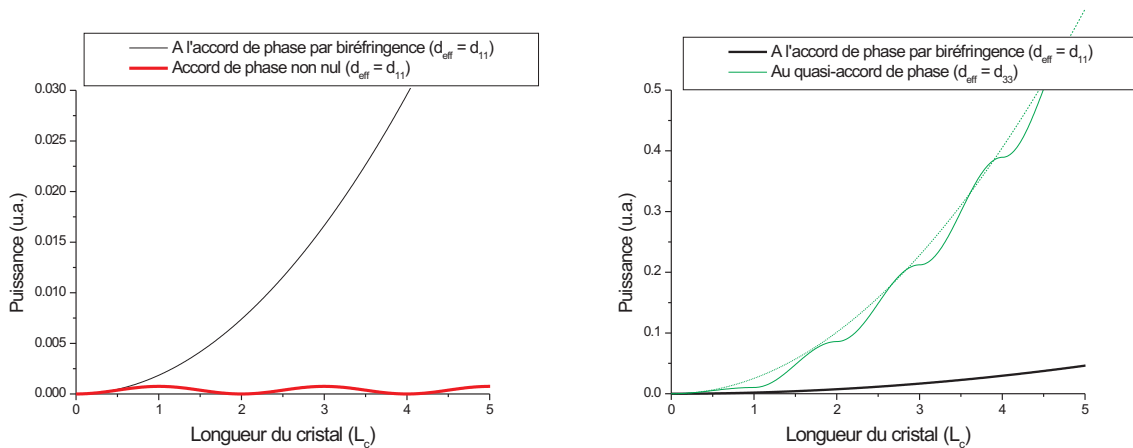 A l'accord de phase par biréfringence (d_eff = d_11)
Accord de phase non nul (d_eff = d_11)
0.030
0.025
0.020
0.015
0.010
0.005
0.000
Puissance (u.a.)
0 1 2 3 4 5
Longueur du cristal (L_c)
A l'accord de phase par biréfringence (d_eff = d_11)
Au quasi-accord de phase (d_eff = d_33)
0.5
0.4
0.3
0.2
0.1
0.0
Puissance (u.a.)
0 1 2 3 4 5
Longueur du cristal (L_c)